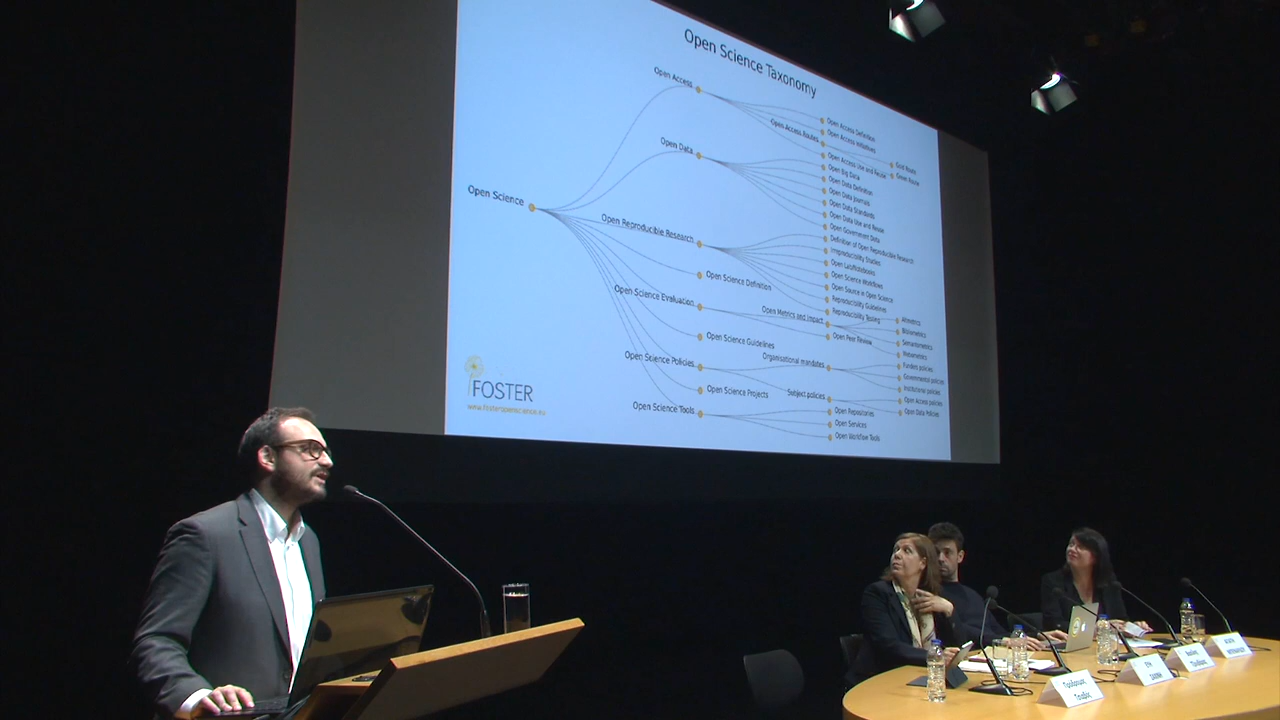 Open Science Taxonomy
Open Science
Open Access
Open Access Definition
Open Access Initiatives
Open Access Routes
Gold Route
Green Route
Open Access Use and Reuse
Open Data
Open Big Data
Open Data Definition
Open Data Journals
Open Data Standards
Open Data Use and Reuse
Open Government Data
Open Reproducible Research
Definition of Open Reproducible Research
Irreproducibility Studies
Open Lab/Notebooks
Open Science Workflows
Open Source in Open Science
Reproducibility Guidelines
Reproducibility Testing
Open Science Definition
Open Science Evaluation
Open Metrics and Impact
Altmetrics
Bibliometrics
Semantometrics
Webometrics
Open Peer Review
Open Science Guidelines
Open Science Policies
Organisational mandates
Funders policies
Governmental policies
Institutional policies
Subject policies
Open Access policies
Open Data Policies
Open Science Projects
Open Science Tools
Open Repositories
Open Services
Open Workflow Tools
FOSTER
www.fosteropenscience.eu